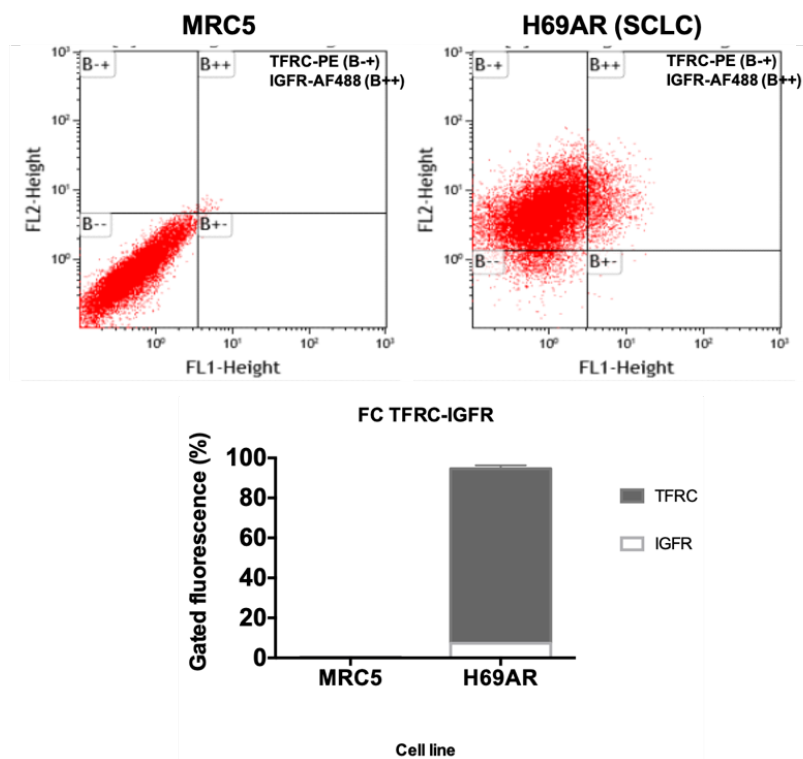 MRC5
H69AR (SCLC)
10³
B-+
B++
TFRC-PE (B-+)
IGFR-AF488 (B++)
10²
10¹
10⁰
B--
B+-
FL2-Height
10⁰
10¹
10²
10³
FL1-Height
10³
B-+
B++
TFRC-PE (B-+)
IGFR-AF488 (B++)
10²
10¹
10⁰
B--
B+-
FL2-Height
10⁰
10¹
10²
10³
FL1-Height
FC TFRC-IGFR
Gated fluorescence (%)
100
80
60
40
20
0
TFRC
IGFR
MRC5
H69AR
Cell line